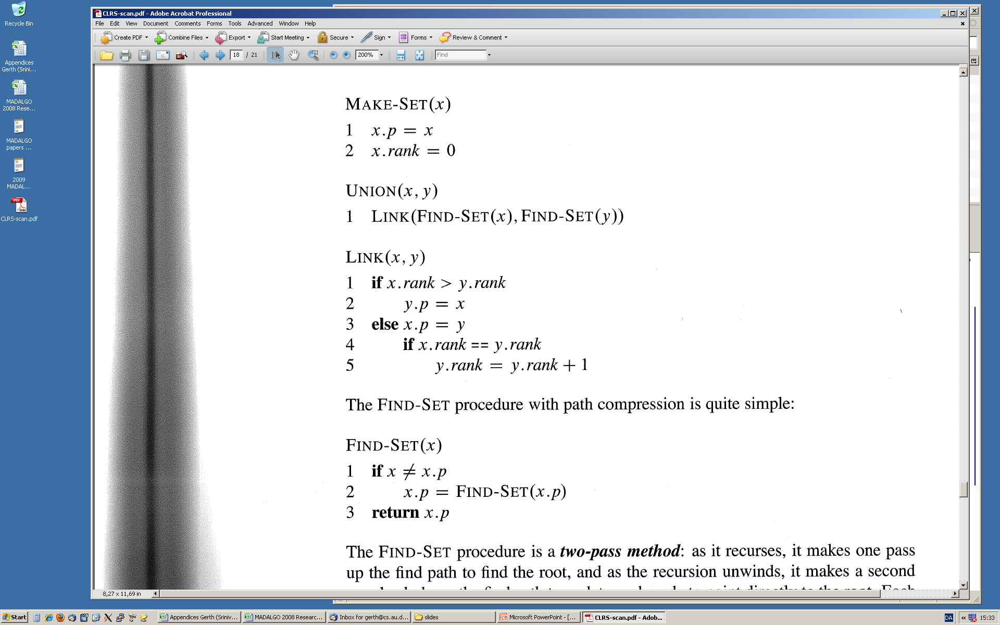 CLRS-scan.pdf - Adobe Acrobat Professional
File Edit View Document Comments Forms Tools Advanced Window Help
Create PDF Combine Files Export Start Meeting Secure Sign Forms Review & Comment
18 / 21 200% Find
Recycle Bin
Appendices
Gerth (Srini...
MADALGO
2008 Rese...
MADALGO
papers ...
2009
MADAL...
CLRS-scan.pdf
MAKE-SET(x)
1 x.p = x
2 x.rank = 0
UNION(x, y)
1 LINK(FIND-SET(x), FIND-SET(y))
LINK(x, y)
1 if x.rank > y.rank
2 y.p = x
3 else x.p = y
4 if x.rank == y.rank
5 y.rank = y.rank + 1
The FIND-SET procedure with path compression is quite simple:
FIND-SET(x)
1 if x ≠ x.p
2 x.p = FIND-SET(x.p)
3 return x.p
The FIND-SET procedure is a two-pass method: as it recurses, it makes one pass
up the find path to find the root, and as the recursion unwinds, it makes a second
8,27 x 11,69 in
Start Appendices Gerth (Sriniv... MADALGO 2008 Researc... Inbox for gerth@cs.au.d... slides Microsoft PowerPoint - [... CLRS-scan.pdf - Adob... DA « 15:33